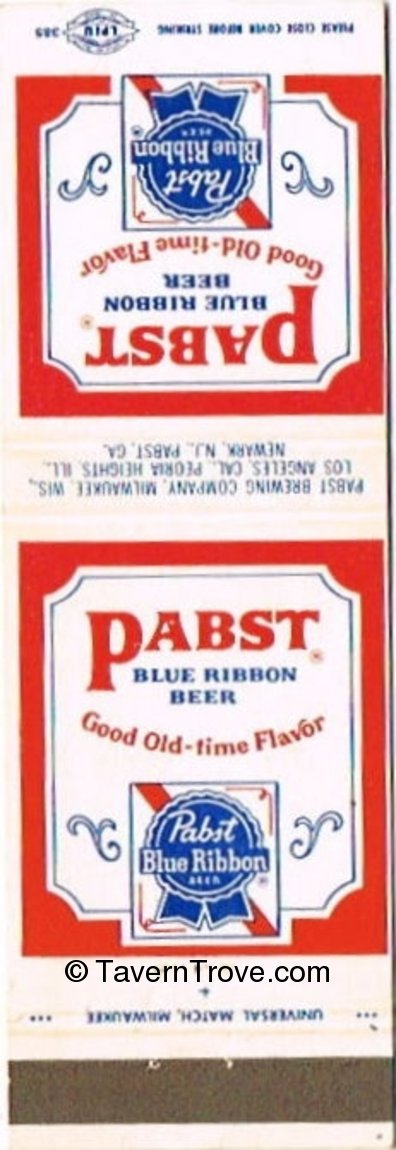 PLEASE CLOSE COVER BEFORE STRIKING
LPIU
385
Pabst
Blue Ribbon
BEER
Good Old-time Flavor
BLUE RIBBON
BEER
PABST®
PABST BREWING COMPANY, MILWAUKEE, WIS.,
LOS ANGELES, CAL., PEORIA HEIGHTS, ILL.,
NEWARK, N.J., PABST, GA.
PABST®
BLUE RIBBON
BEER
Good Old-time Flavor
Pabst
Blue Ribbon®
BEER
© TavernTrove.com
UNIVERSAL MATCH, MILWAUKEE